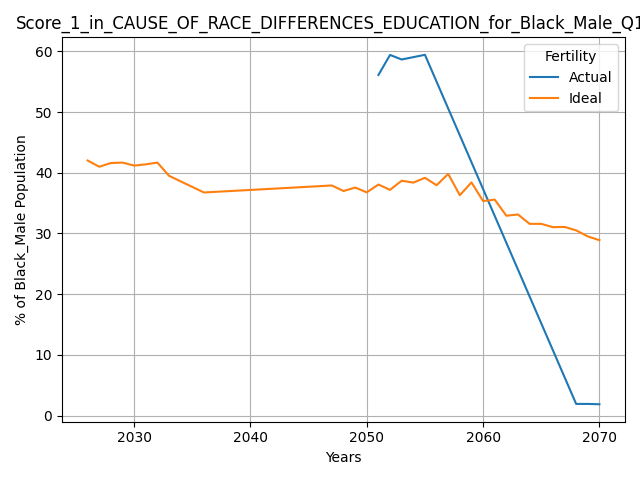 Score_1_in_CAUSE_OF_RACE_DIFFERENCES_EDUCATION_for_Black_Male_Q1
Fertility
Actual
Ideal
60
50
40
30
20
10
0
% of Black_Male Population
2030 2040 2050 2060 2070
Years